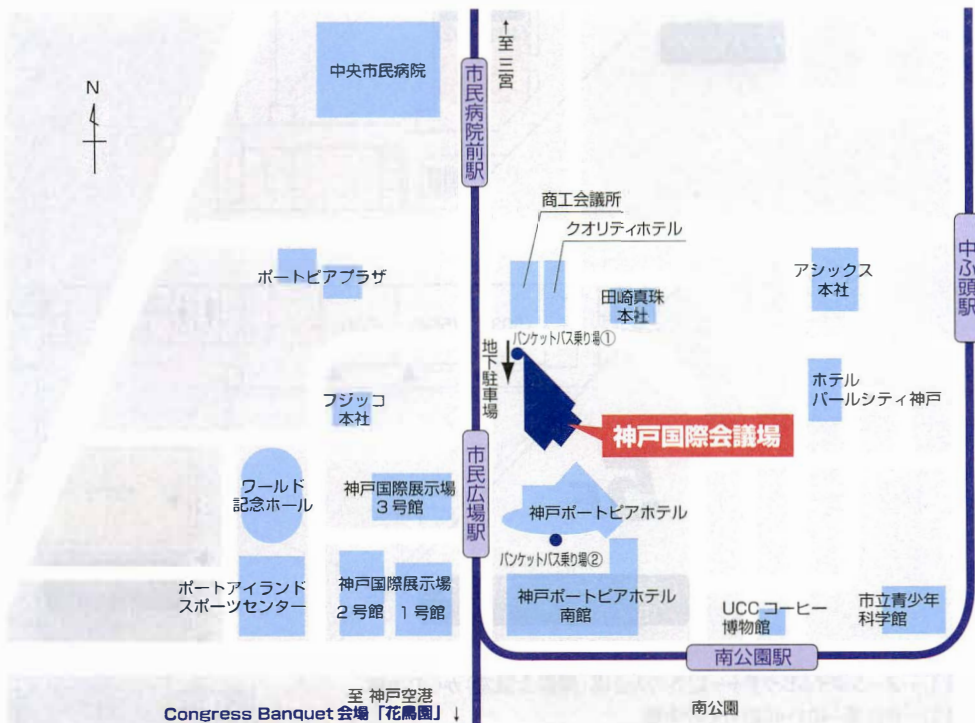 ↑至 三宮
中央市民病院
N
市民病院前駅
商工会議所
クオリティホテル
中ふ頭駅
アシックス
本社
ポートピアプラザ
田崎真珠
本社
バンケットバス乗り場①
地下駐車場
ホテル
パールシティ神戸
フジッコ
本社
神戸国際会議場
市民広場駅
ワールド
記念ホール
神戸国際展示場
3号館
神戸ポートピアホテル
バンケットバス乗り場②
ポートアイランド
スポーツセンター
神戸国際展示場
2号館 1号館
神戸ポートピアホテル
南館
UCC コーヒー
博物館
市立青少年
科学館
南公園駅
至 神戸空港
Congress Banquet 会場「花鳥園」↓
南公園